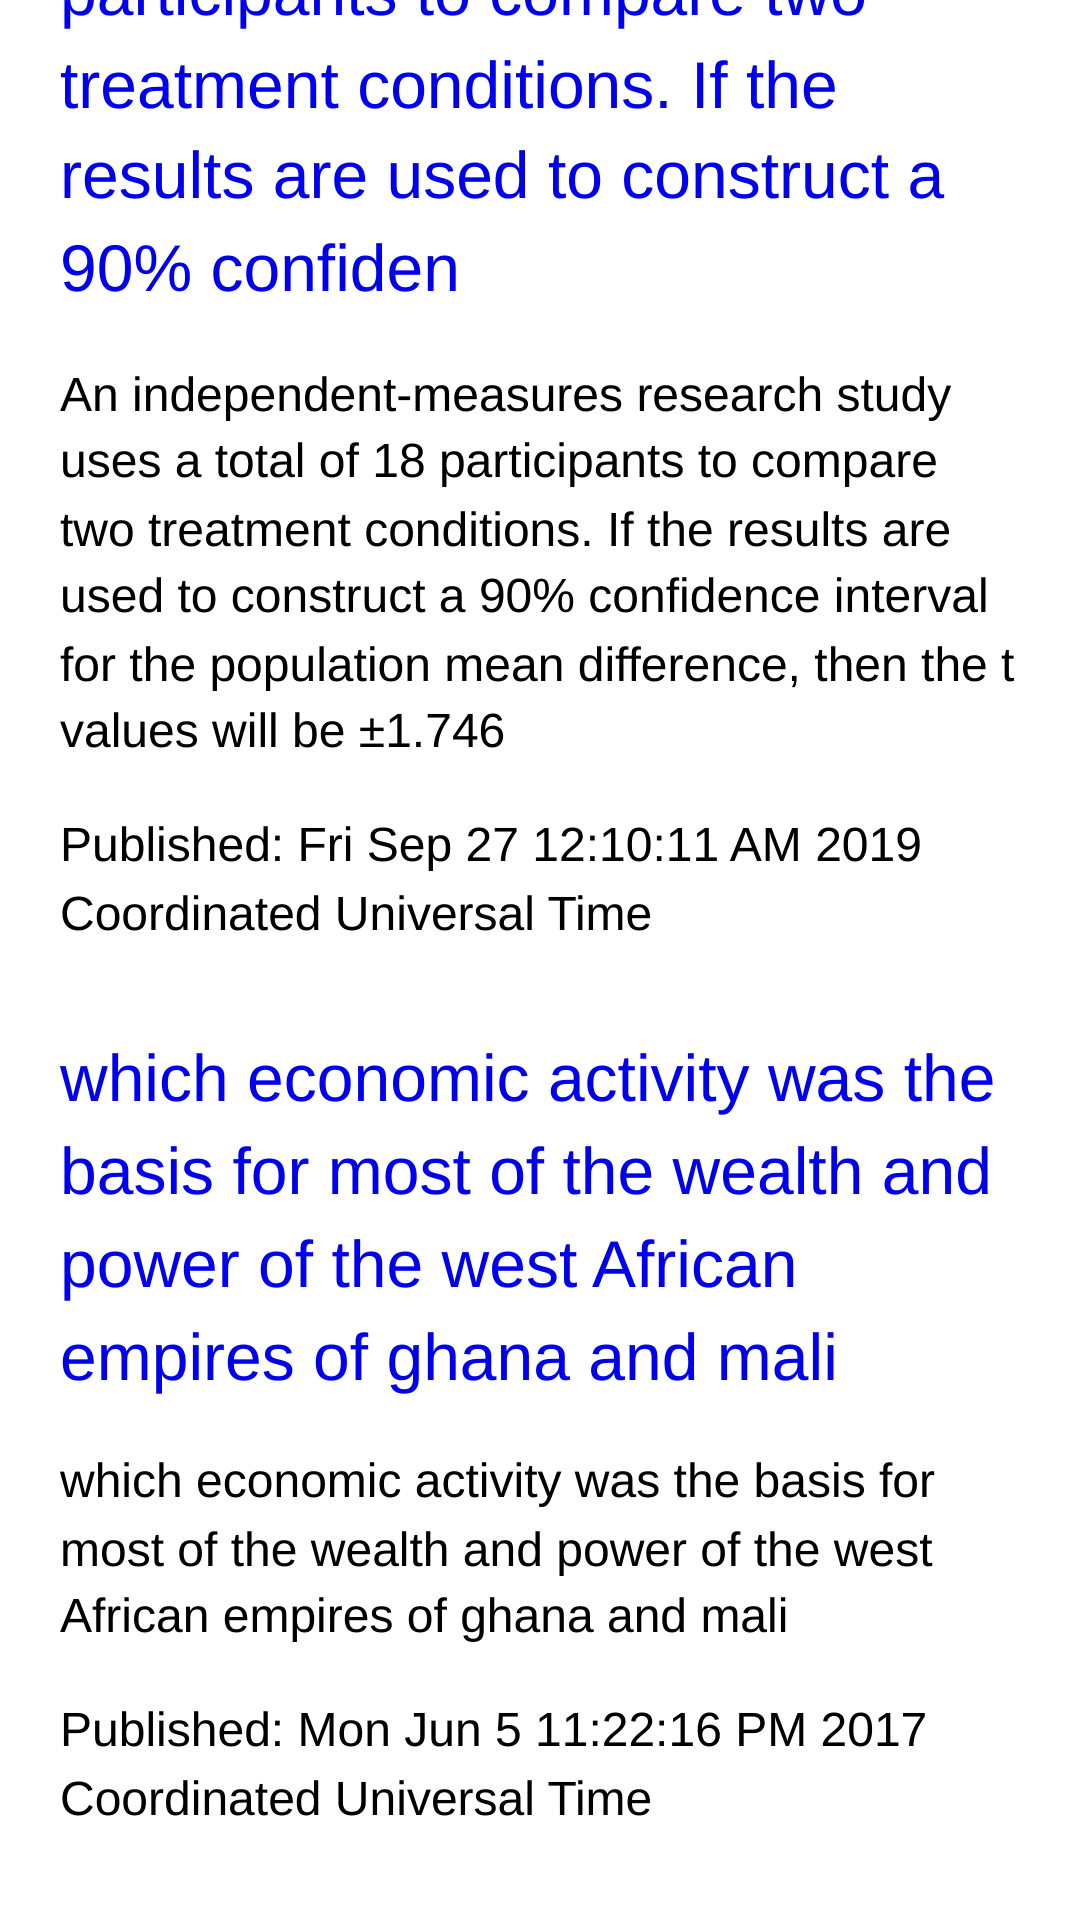 participants to compare two
treatment conditions. If the
results are used to construct a
90% confiden
An independent-measures research study
uses a total of 18 participants to compare
two treatment conditions. If the results are
used to construct a 90% confidence interval
for the population mean difference, then the t
values will be ±1.746
Published: Fri Sep 27 12:10:11 AM 2019
Coordinated Universal Time
which economic activity was the
basis for most of the wealth and
power of the west African
empires of ghana and mali
which economic activity was the basis for
most of the wealth and power of the west
African empires of ghana and mali
Published: Mon Jun 5 11:22:16 PM 2017
Coordinated Universal Time